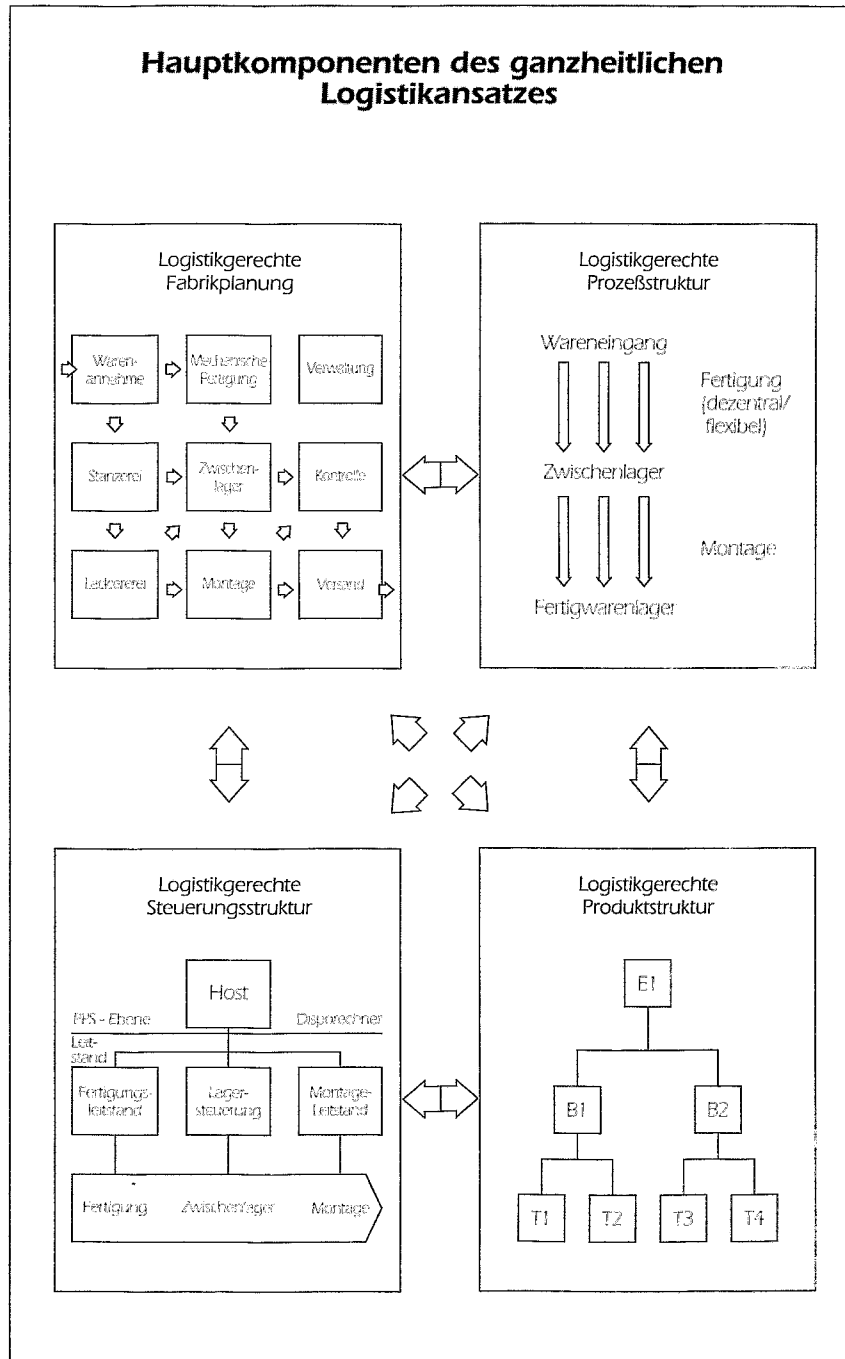 Hauptkomponenten des ganzheitlichen
Logistikansatzes
Logistikgerechte
Fabrikplanung
Waren-
annahme
Mechanische
Fertigung
Verwaltung
Stanzerei
Zwischen-
lager
Kontrolle
Lackiererei
Montage
Versand
Logistikgerechte
Prozeßstruktur
Wareneingang
Fertigung
(dezentral/
flexibel)
Zwischenlager
Montage
Fertigwarenlager
Logistikgerechte
Steuerungsstruktur
Host
PPS - Ebene
Disporechner
Leit-
stand
Fertigungs-
leitstand
Lager-
steuerung
Montage-
Leitstand
Fertigung
Zwischenlager
Montage
Logistikgerechte
Produktstruktur
E1
B1
B2
T1
T2
T3
T4